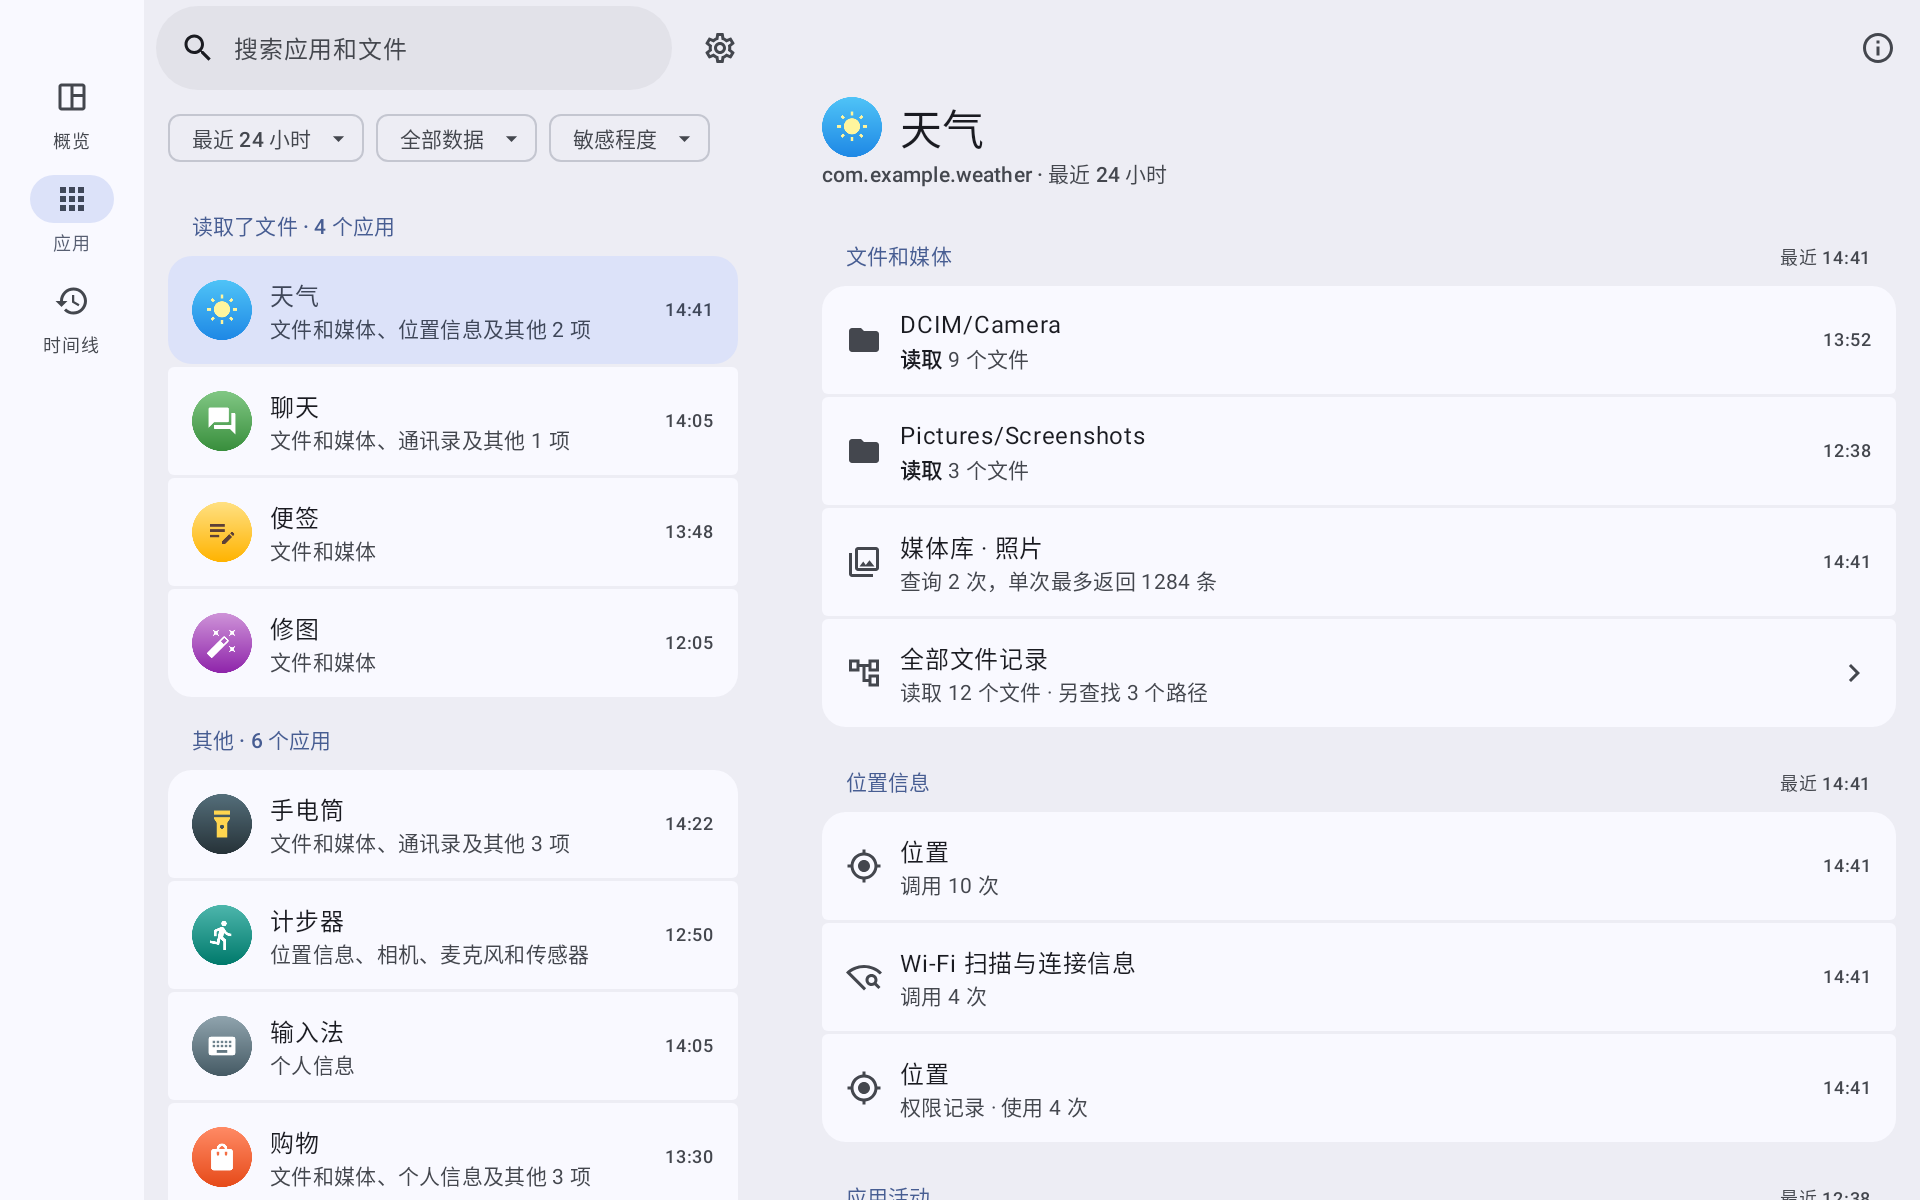 概览
应用
时间线
搜索应用和文件
最近 24 小时
全部数据
敏感程度
读取了文件 · 4 个应用
天气
文件和媒体、位置信息及其他 2 项
14:41
聊天
文件和媒体、通讯录及其他 1 项
14:05
便签
文件和媒体
13:48
修图
文件和媒体
12:05
其他 · 6 个应用
手电筒
文件和媒体、通讯录及其他 3 项
14:22
计步器
位置信息、相机、麦克风和传感器
12:50
输入法
个人信息
14:05
购物
文件和媒体、个人信息及其他 3 项
13:30
天气
com.example.weather · 最近 24 小时
文件和媒体
最近 14:41
DCIM/Camera
读取 9 个文件
13:52
Pictures/Screenshots
读取 3 个文件
12:38
媒体库 · 照片
查询 2 次，单次最多返回 1284 条
14:41
全部文件记录
读取 12 个文件 · 另查找 3 个路径
位置信息
最近 14:41
位置
调用 10 次
14:41
Wi-Fi 扫描与连接信息
调用 4 次
14:41
位置
权限记录 · 使用 4 次
14:41
应用活动
最近 12:38